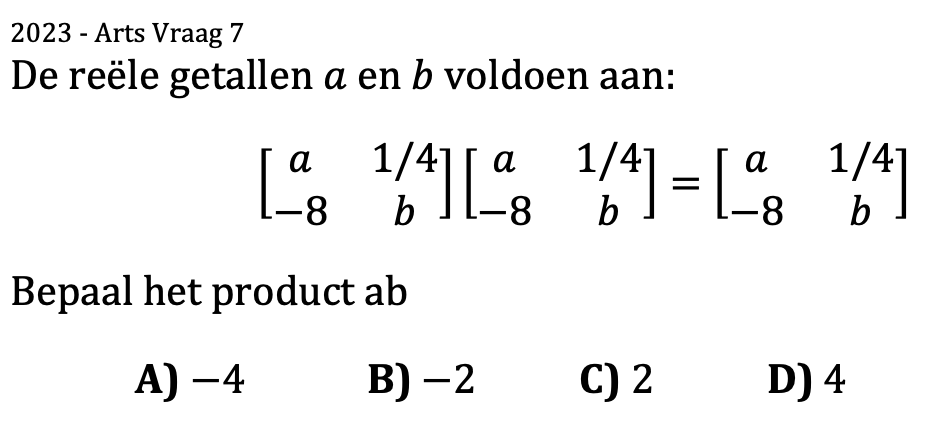 2023 - Arts Vraag 7
De reële getallen a en b voldoen aan:
[a 1/4] [a 1/4] = [a 1/4]
[−8 b] [−8 b] [−8 b]
Bepaal het product ab
A) −4 B) −2 C) 2 D) 4